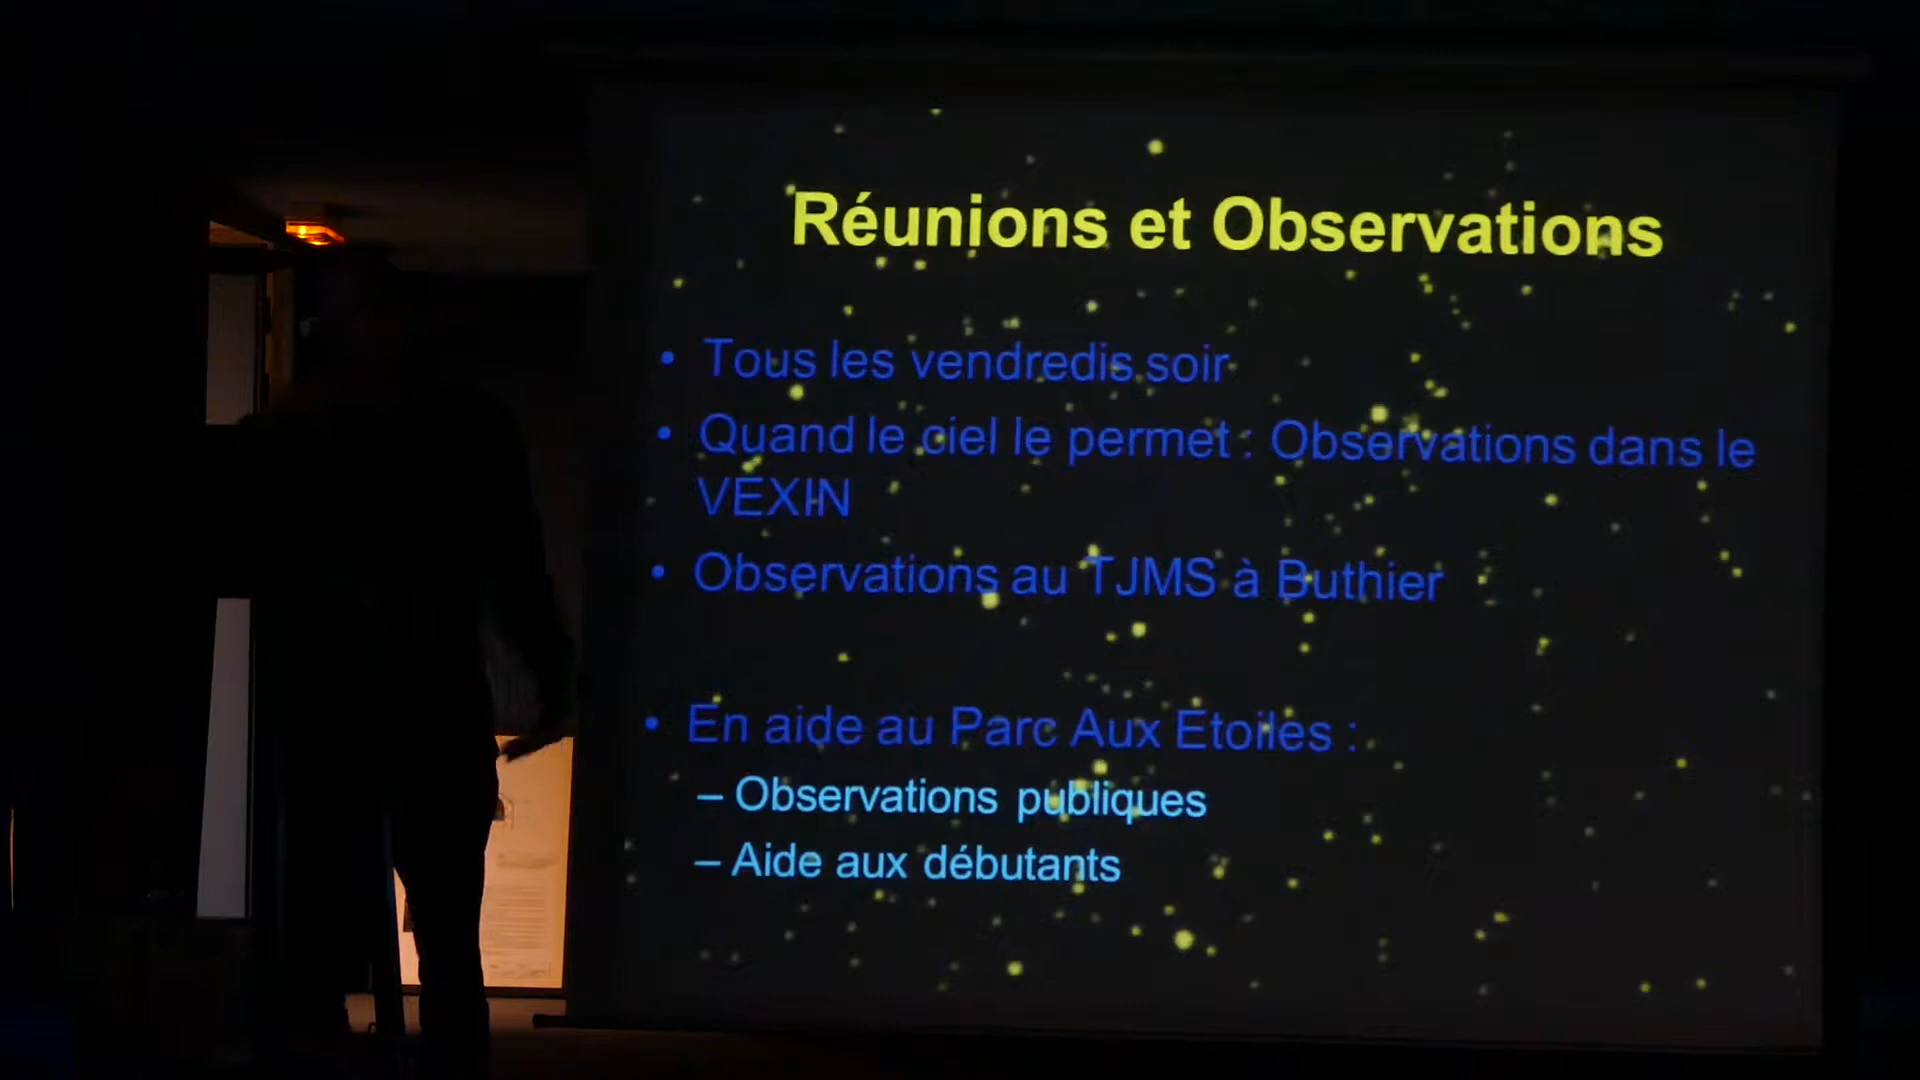 Réunions et Observations
• Tous les vendredis soir
• Quand le ciel le permet : Observations dans le
VEXIN
• Observations au TJMS à Buthier
• En aide au Parc Aux Etoiles :
– Observations publiques
– Aide aux débutants